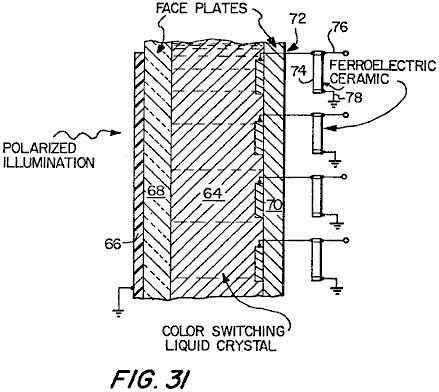 FACE PLATES
72
76
74
FERROELECTRIC
CERAMIC
78
POLARIZED
ILLUMINATION
68
64
70
66
COLOR SWITCHING
LIQUID CRYSTAL
FIG. 31